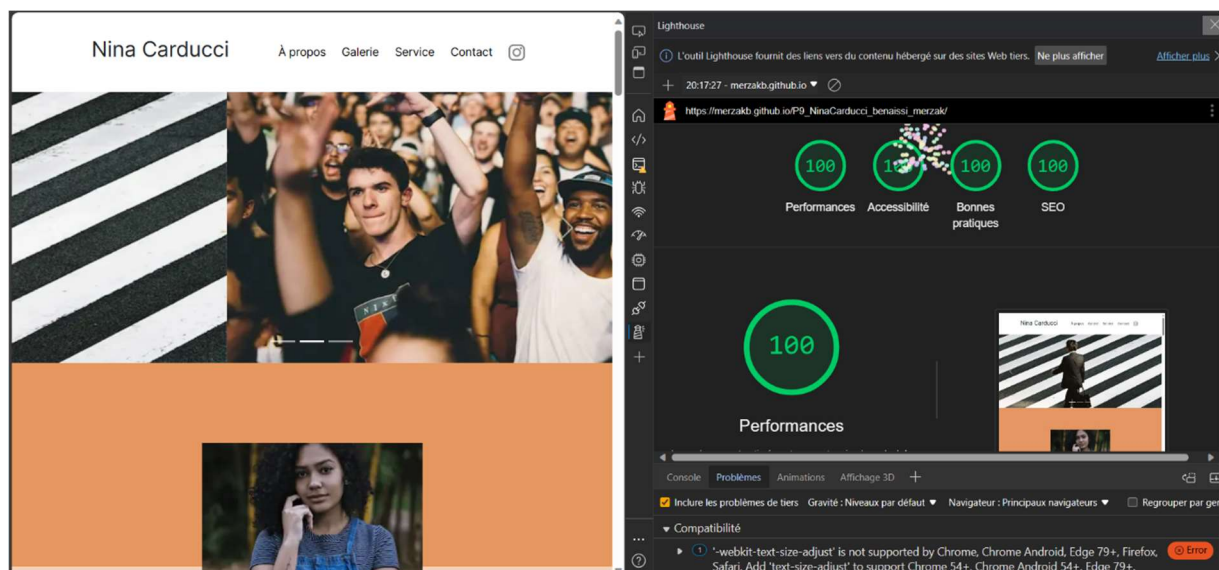 Nina Carducci
À propos Galerie Service Contact
Lighthouse
L'outil Lighthouse fournit des liens vers du contenu hébergé sur des sites Web tiers. Ne plus afficher Afficher plus
20:17:27 - merzakb.github.io
https://merzakb.github.io/P9_NinaCarducci_benaissi_merzak/
100 100 100 100
Performances Accessibilité Bonnes pratiques SEO
100
Performances
Nina Carducci
Console Problèmes Animations Affichage 3D
Inclure les problèmes de tiers Gravité : Niveaux par défaut Navigateur : Principaux navigateurs Regrouper par gen
Compatibilité
1 '-webkit-text-size-adjust' is not supported by Chrome, Chrome Android, Edge 79+, Firefox, Error
Safari. Add 'text-size-adjust' to support Chrome 54+, Chrome Android 54+, Edge 79+,